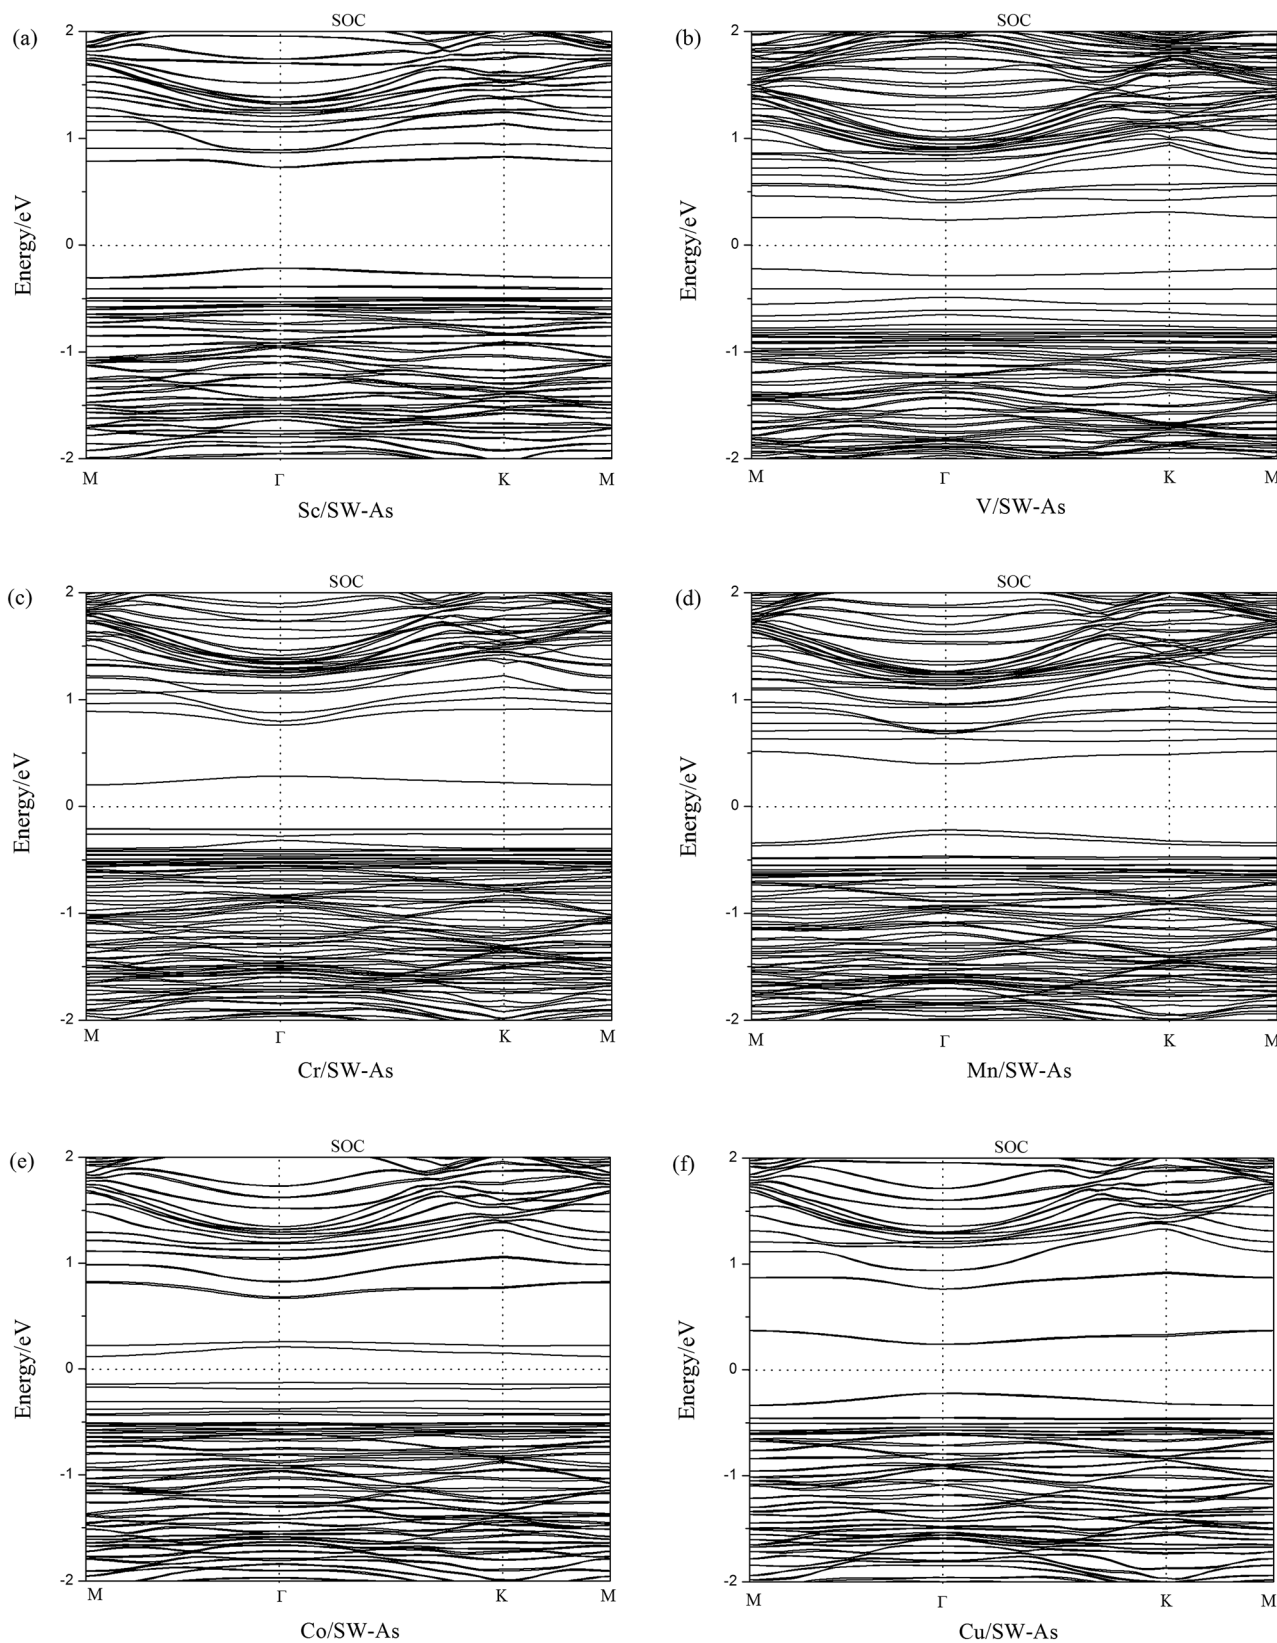 (a)
SOC
2
1
0
-1
-2
Energy/eV
M Γ K M
Sc/SW-As
(b)
SOC
2
1
0
-1
-2
Energy/eV
M Γ K M
V/SW-As
(c)
SOC
2
1
0
-1
-2
Energy/eV
M Γ K M
Cr/SW-As
(d)
SOC
2
1
0
-1
-2
Energy/eV
M Γ K M
Mn/SW-As
(e)
SOC
2
1
0
-1
-2
Energy/eV
M Γ K M
Co/SW-As
(f)
SOC
2
1
0
-1
-2
Energy/eV
M Γ K M
Cu/SW-As